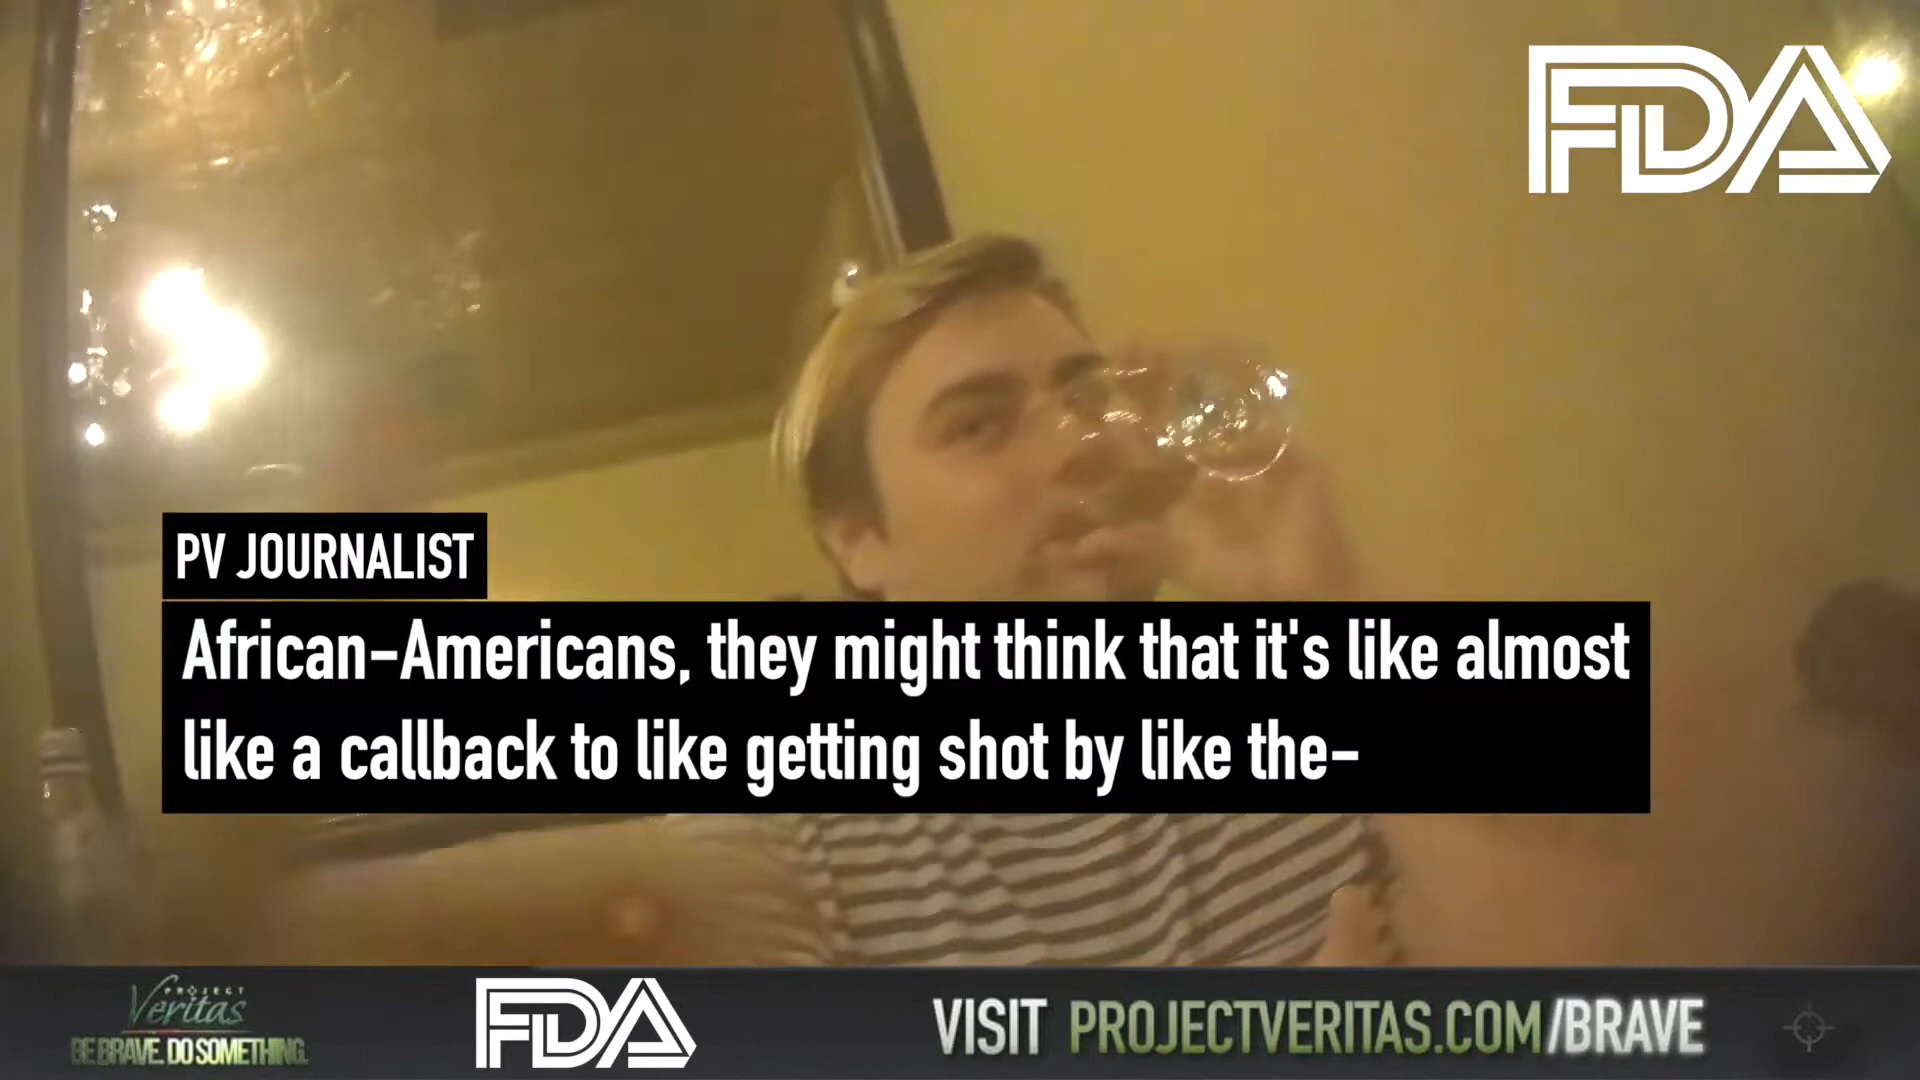 FDA
PV JOURNALIST
African-Americans, they might think that it's like almost
like a callback to like getting shot by like the-
PROJECT
Veritas
BE BRAVE. DO SOMETHING.
FDA
VISIT PROJECTVERITAS.COM/BRAVE